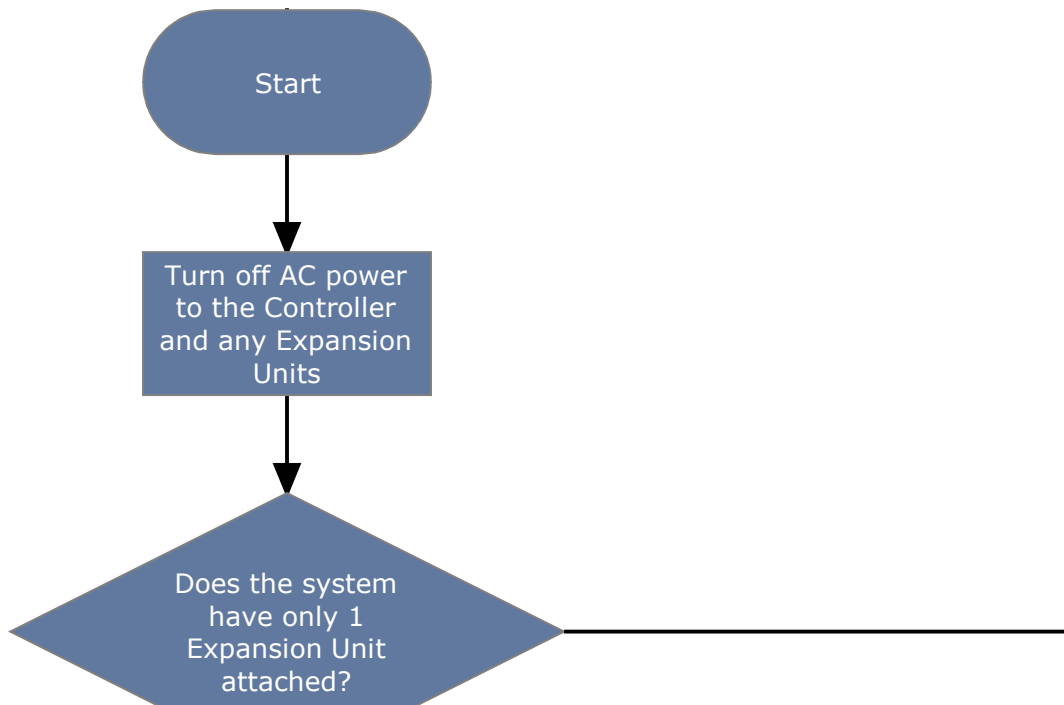 Start
Turn off AC power
to the Controller
and any Expansion
Units
Does the system
have only 1
Expansion Unit
attached?